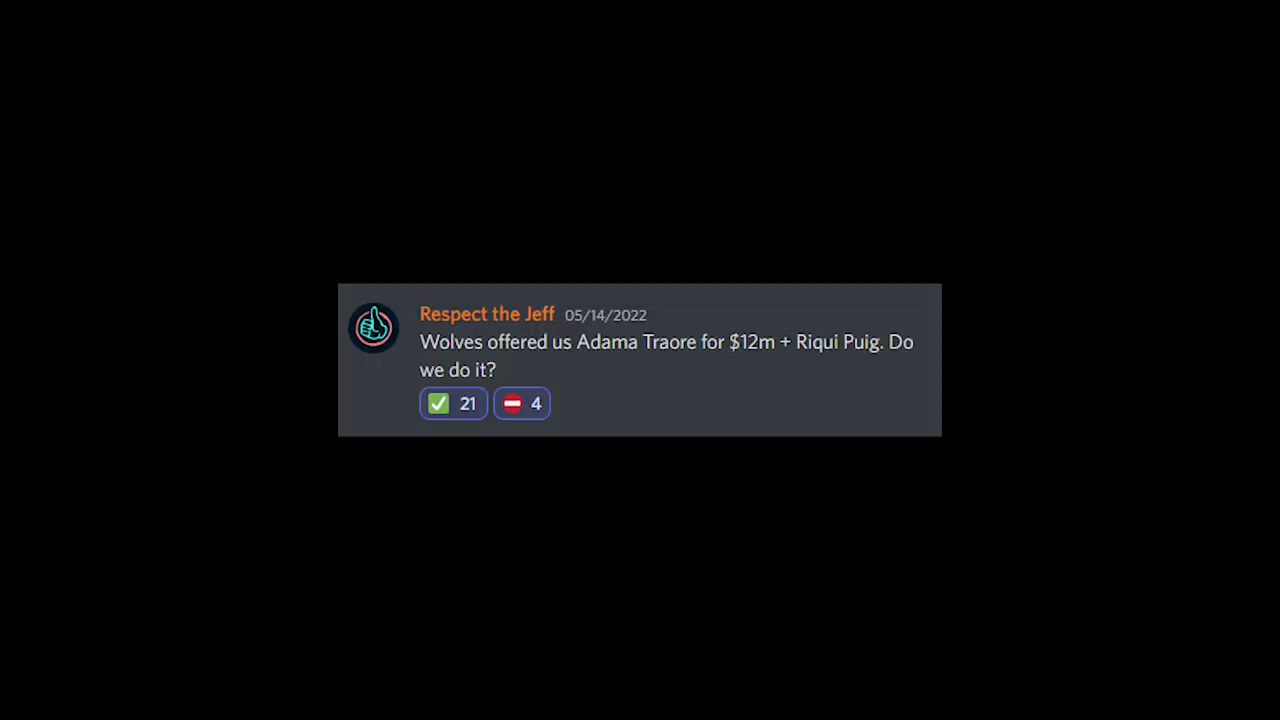 Respect the Jeff 05/14/2022
Wolves offered us Adama Traore for $12m + Riqui Puig. Do
we do it?
✅ 21 ⛔ 4